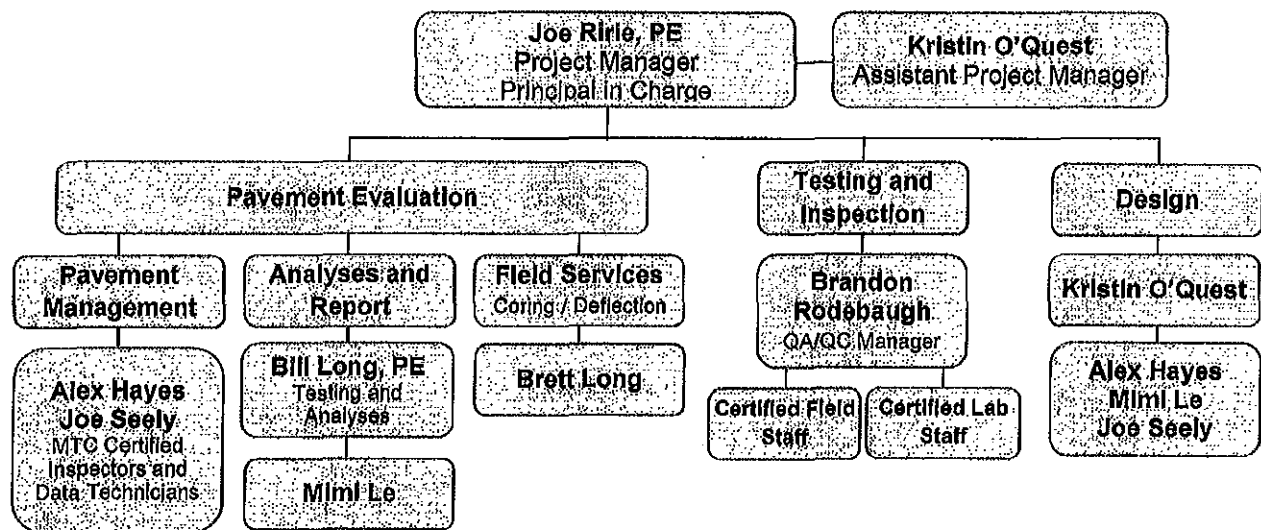 Joe Ririe, PE
Project Manager
Principal in Charge
Kristin O'Quest
Assistant Project Manager
Pavement Evaluation
Testing and
Inspection
Design
Pavement
Management
Analyses and
Report
Field Services
Coring / Deflection
Brandon
Rodebaugh
QA/QC Manager
Kristin O'Quest
Alex Hayes
Joe Seely
MTC Certified
Inspectors and
Data Technicians
Bill Long, PE
Testing and
Analyses
Mimi Le
Brett Long
Certified Field
Staff
Certified Lab
Staff
Alex Hayes
Mimi Le
Joe Seely